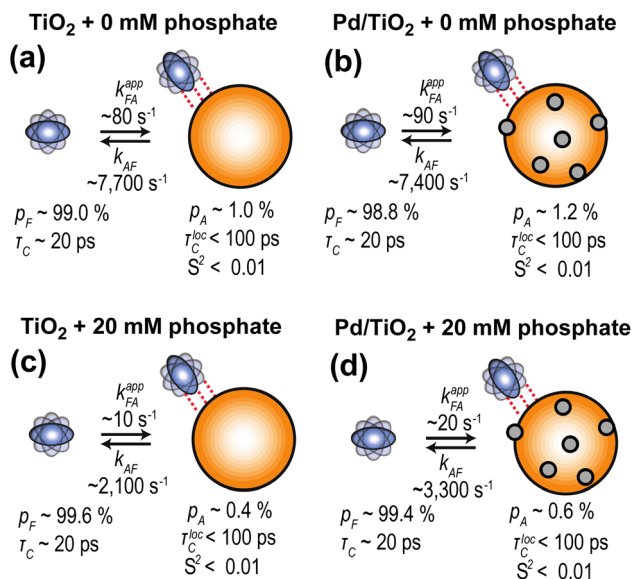 TiO₂ + 0 mM phosphate
Pd/TiO₂ + 0 mM phosphate
(a)
k_FA^app
~80 s⁻¹
k_AF
~7,700 s⁻¹
p_F ~ 99.0 %
τ_C ~ 20 ps
p_A ~ 1.0 %
τ_C^loc < 100 ps
S² < 0.01
(b)
k_FA^app
~90 s⁻¹
k_AF
~7,400 s⁻¹
p_F ~ 98.8 %
τ_C ~ 20 ps
p_A ~ 1.2 %
τ_C^loc < 100 ps
S² < 0.01
TiO₂ + 20 mM phosphate
Pd/TiO₂ + 20 mM phosphate
(c)
k_FA^app
~10 s⁻¹
k_AF
~2,100 s⁻¹
p_F ~ 99.6 %
τ_C ~ 20 ps
p_A ~ 0.4 %
τ_C^loc < 100 ps
S² < 0.01
(d)
k_FA^app
~20 s⁻¹
k_AF
~3,300 s⁻¹
p_F ~ 99.4 %
τ_C ~ 20 ps
p_A ~ 0.6 %
τ_C^loc < 100 ps
S² < 0.01